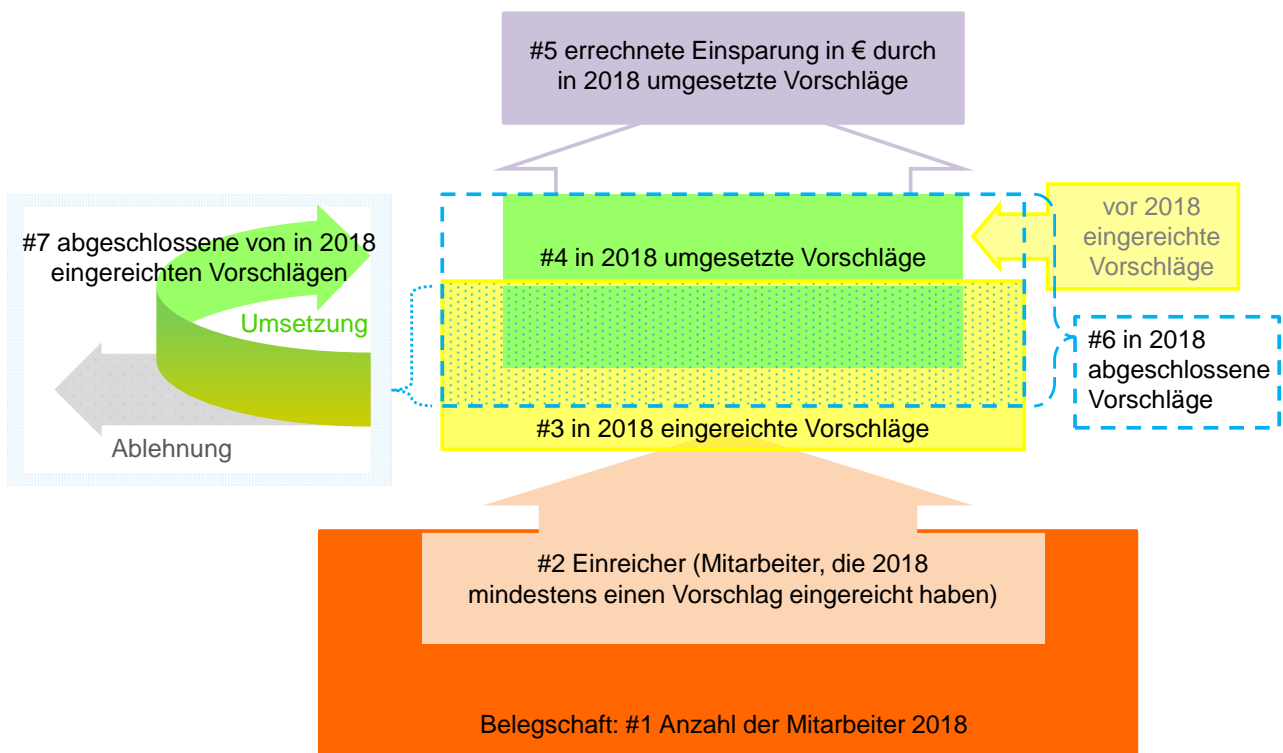 #5 errechnete Einsparung in € durch
in 2018 umgesetzte Vorschläge
#7 abgeschlossene von in 2018
eingereichten Vorschlägen
Umsetzung
Ablehnung
#4 in 2018 umgesetzte Vorschläge
vor 2018
eingereichte
Vorschläge
#6 in 2018
abgeschlossene
Vorschläge
#3 in 2018 eingereichte Vorschläge
#2 Einreicher (Mitarbeiter, die 2018
mindestens einen Vorschlag eingereicht haben)
Belegschaft: #1 Anzahl der Mitarbeiter 2018